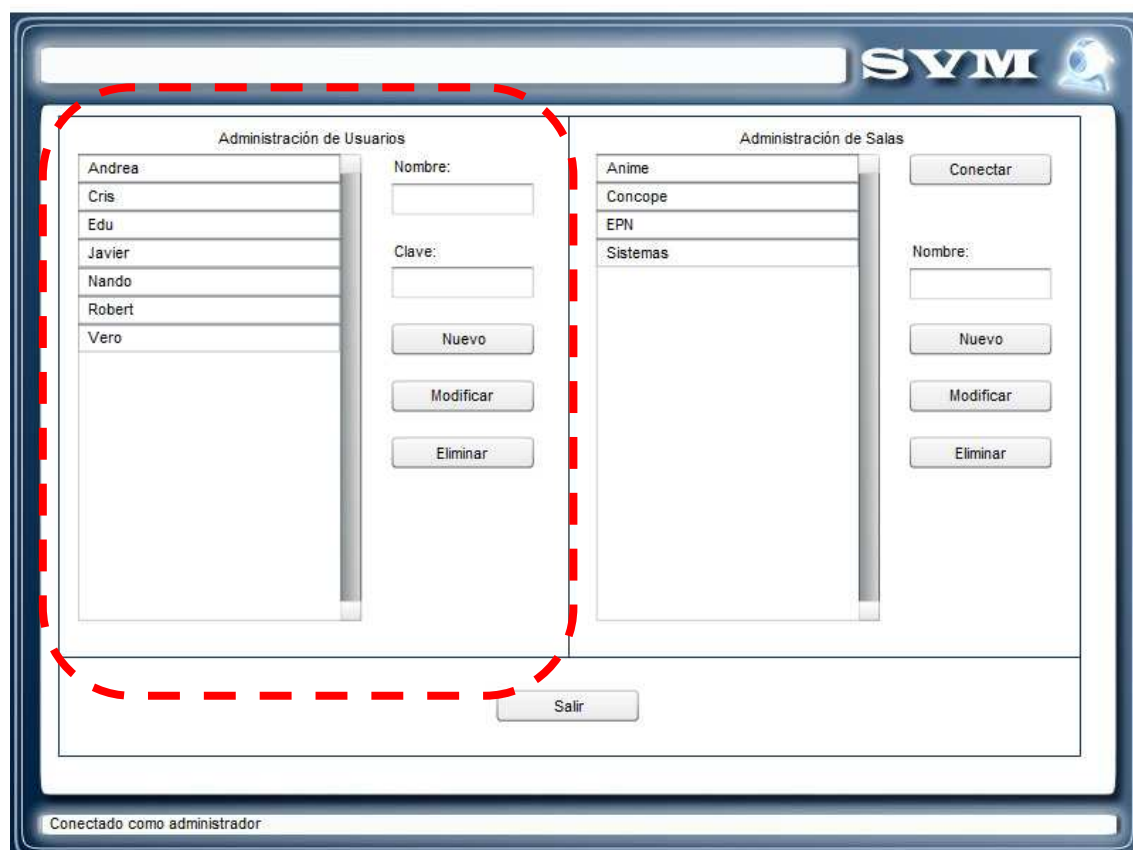 SVM
Administración de Usuarios
Andrea
Cris
Edu
Javier
Nando
Robert
Vero
Nombre:
Clave:
Nuevo
Modificar
Eliminar
Administración de Salas
Anime
Concope
EPN
Sistemas
Conectar
Nombre:
Nuevo
Modificar
Eliminar
Salir
Conectado como administrador